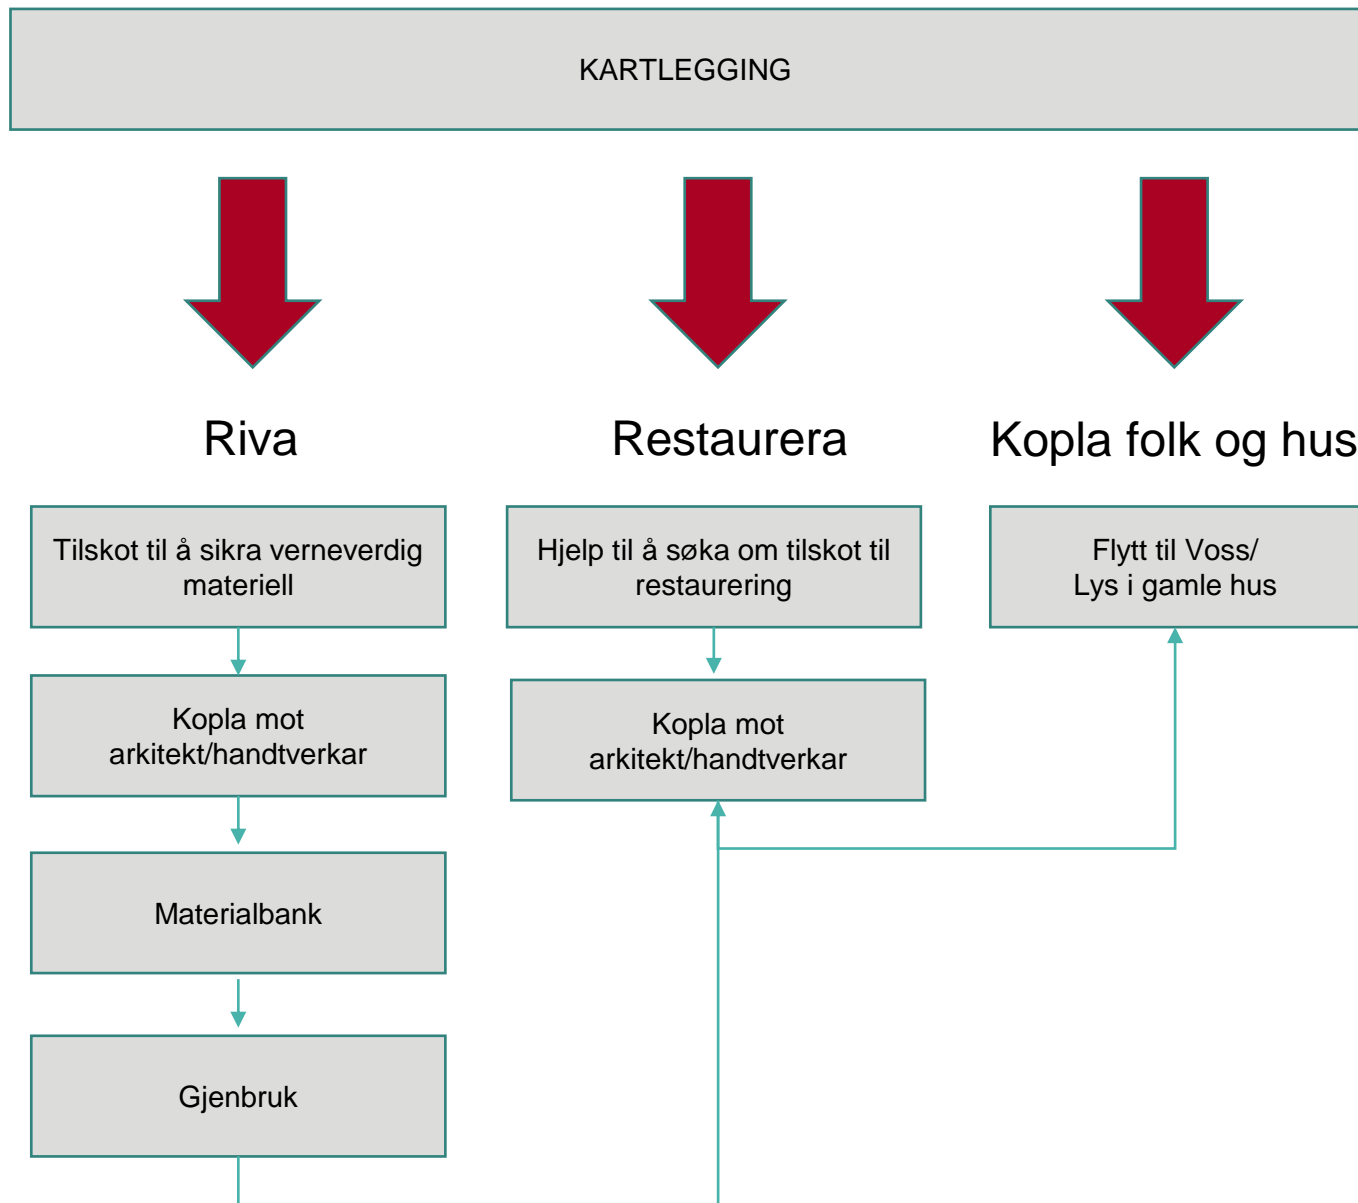 KARTLEGGING
Riva
Restaurera
Kopla folk og hus
Tilskot til å sikra verneverdig
materiell
Hjelp til å søka om tilskot til
restaurering
Flytt til Voss/
Lys i gamle hus
Kopla mot
arkitekt/handtverkar
Kopla mot
arkitekt/handtverkar
Materialbank
Gjenbruk